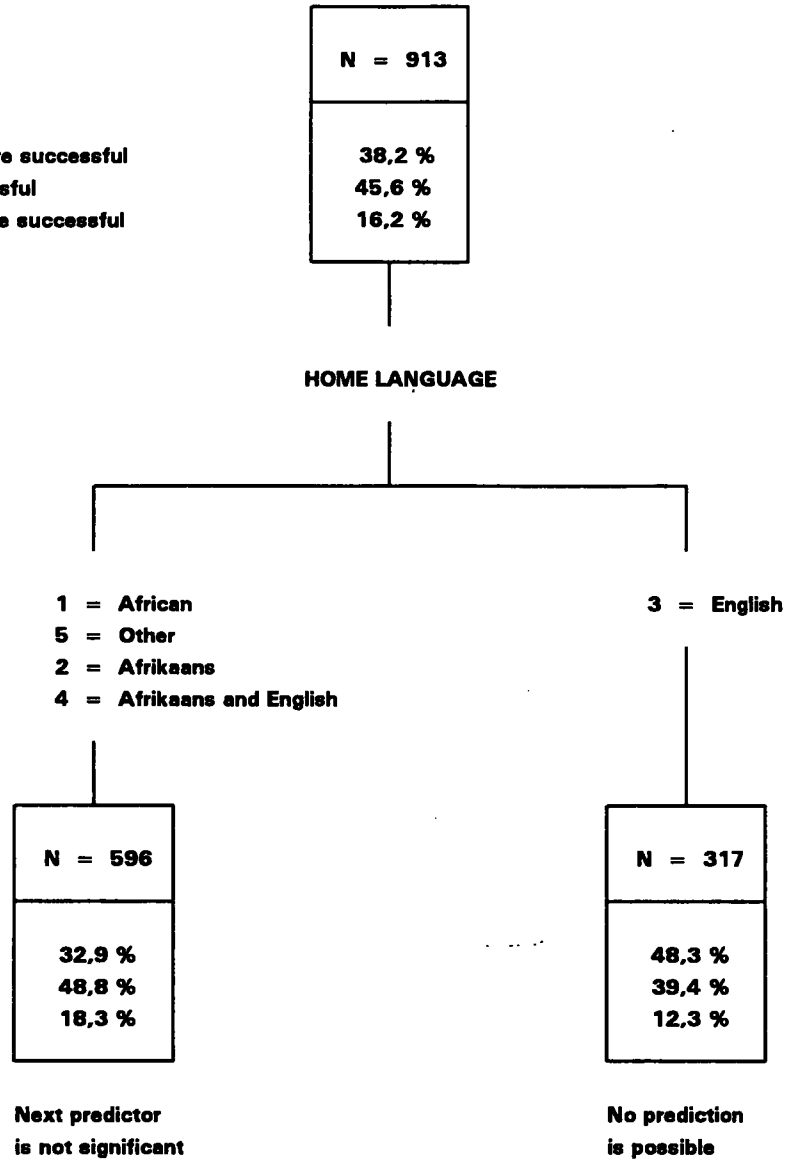 N = 913
successful 38,2 %
45,6 %
successful 16,2 %
HOME LANGUAGE
1 = African
5 = Other
2 = Afrikaans
4 = Afrikaans and English
3 = English
N = 596
32,9 %
48,8 %
18,3 %
Next predictor
is not significant
N = 317
48,3 %
39,4 %
12,3 %
No prediction
is possible